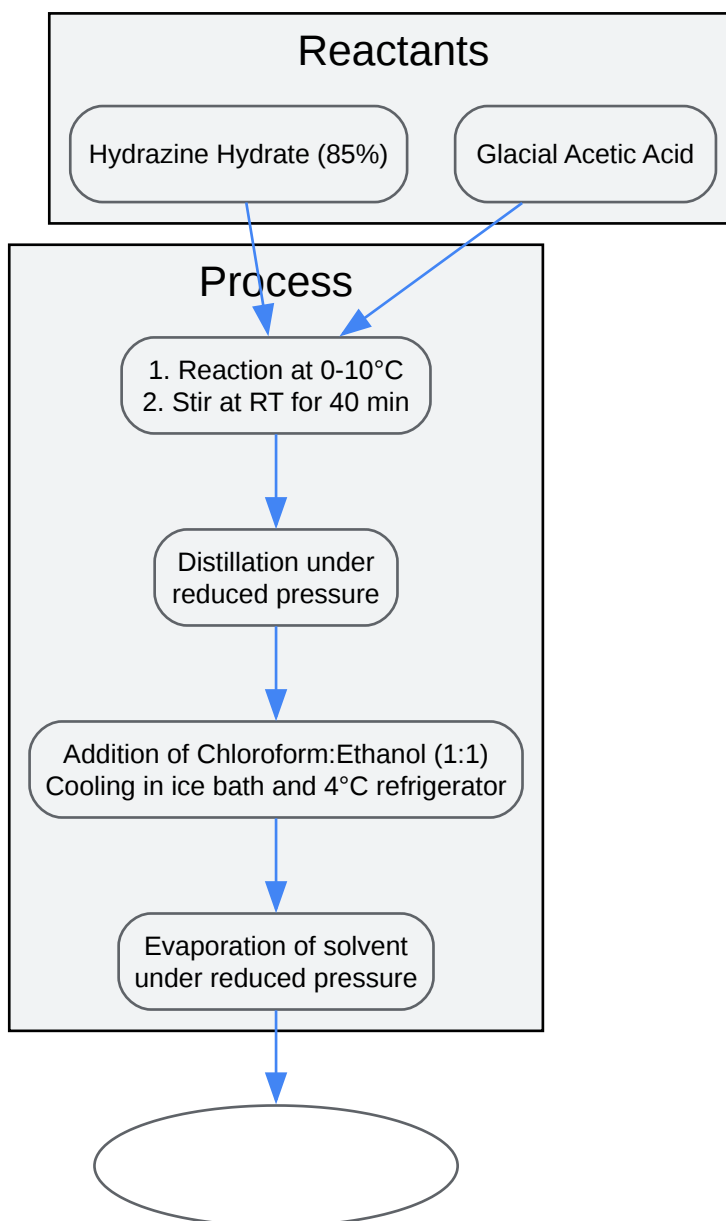 Reactants
Hydrazine Hydrate (85%)
Glacial Acetic Acid
Process
1. Reaction at 0-10°C
2. Stir at RT for 40 min
Distillation under
reduced pressure
Addition of Chloroform:Ethanol (1:1)
Cooling in ice bath and 4°C refrigerator
Evaporation of solvent
under reduced pressure